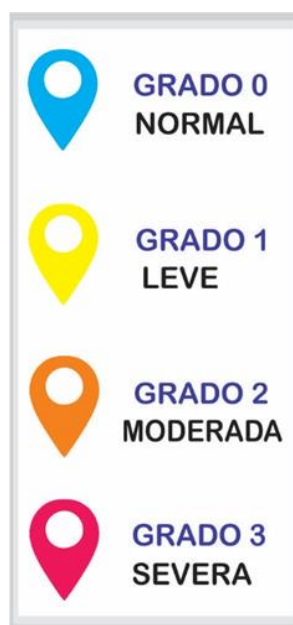 GRADO 0
NORMAL
GRADO 1
LEVE
GRADO 2
MODERADA
GRADO 3
SEVERA